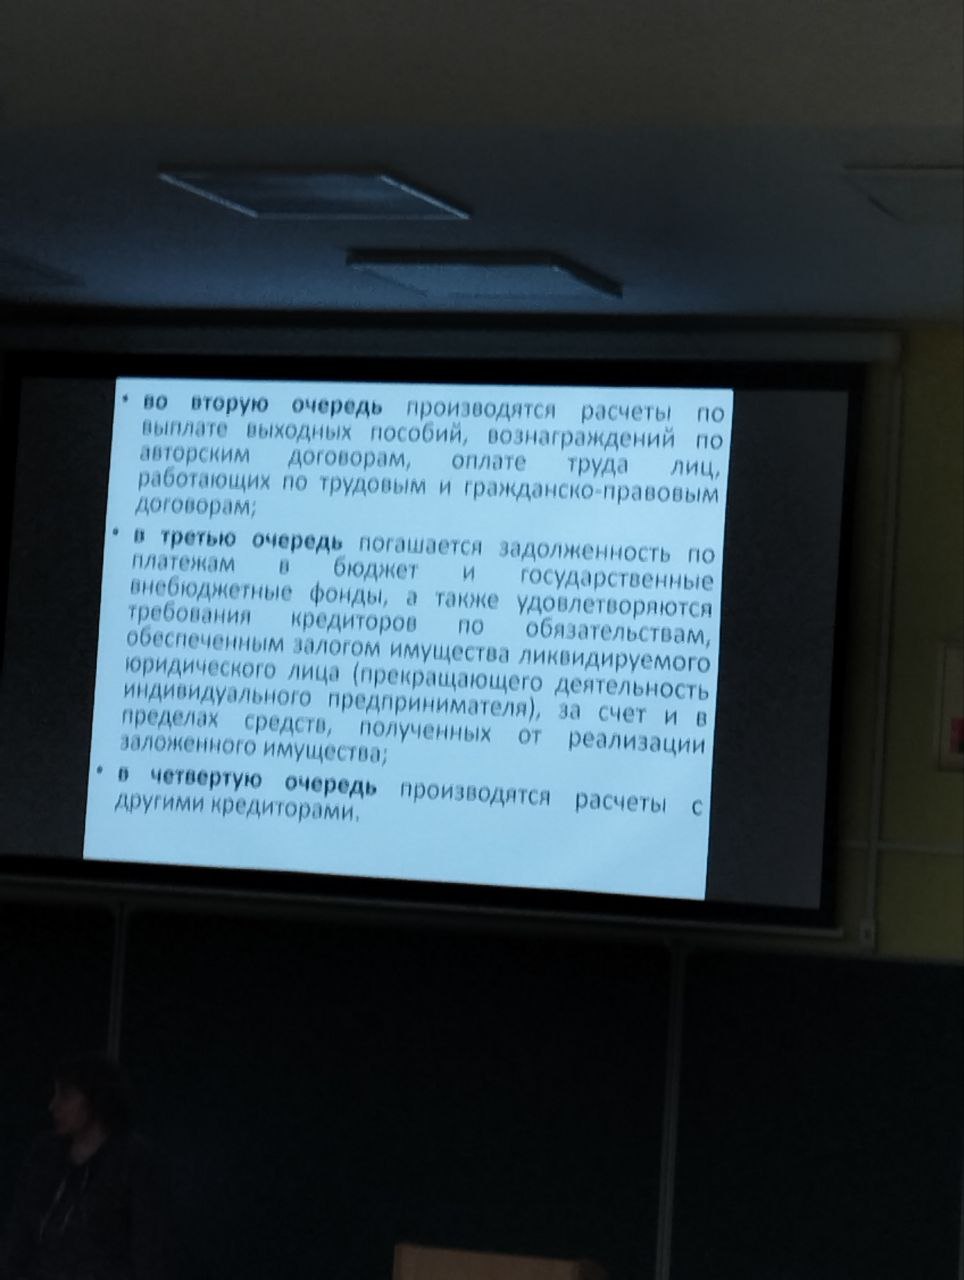 • во вторую очередь производятся расчеты по
выплате выходных пособий, вознаграждений по
авторским договорам, оплате труда лиц,
работающих по трудовым и гражданско-правовым
договорам;
• в третью очередь погашается задолженность по
платежам в бюджет и государственные
внебюджетные фонды, а также удовлетворяются
требования кредиторов по обязательствам,
обеспеченным залогом имущества ликвидируемого
юридического лица (прекращающего деятельность
индивидуального предпринимателя), за счет и в
пределах средств, полученных от реализации
заложенного имущества;
• в четвертую очередь производятся расчеты с
другими кредиторами.